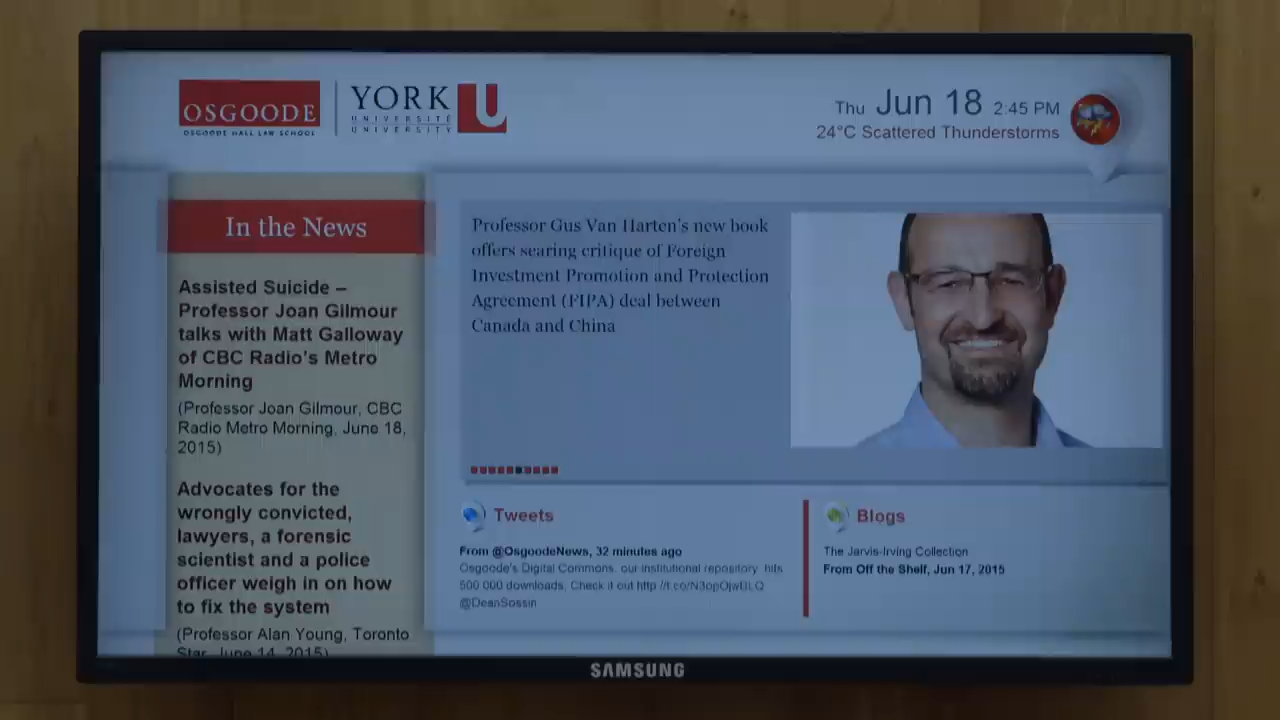 OSGOODE
OSGOODE HALL LAW SCHOOL
YORK
UNIVERSITÉ
UNIVERSITY
U
Thu Jun 18 2:45 PM
24°C Scattered Thunderstorms
In the News
Assisted Suicide –
Professor Joan Gilmour
talks with Matt Galloway
of CBC Radio's Metro
Morning
(Professor Joan Gilmour, CBC
Radio Metro Morning, June 18,
2015)
Advocates for the
wrongly convicted,
lawyers, a forensic
scientist and a police
officer weigh in on how
to fix the system
(Professor Alan Young, Toronto
Star, June 14, 2015)
Professor Gus Van Harten's new book
offers searing critique of Foreign
Investment Promotion and Protection
Agreement (FIPA) deal between
Canada and China
Tweets
From @OsgoodeNews, 32 minutes ago
Osgoode's Digital Commons, our institutional repository, hits
500 000 downloads. Check it out
@DeanSossin
Blogs
The Jarvis-Irving Collection
From Off the Shelf, Jun 17, 2015
SAMSUNG